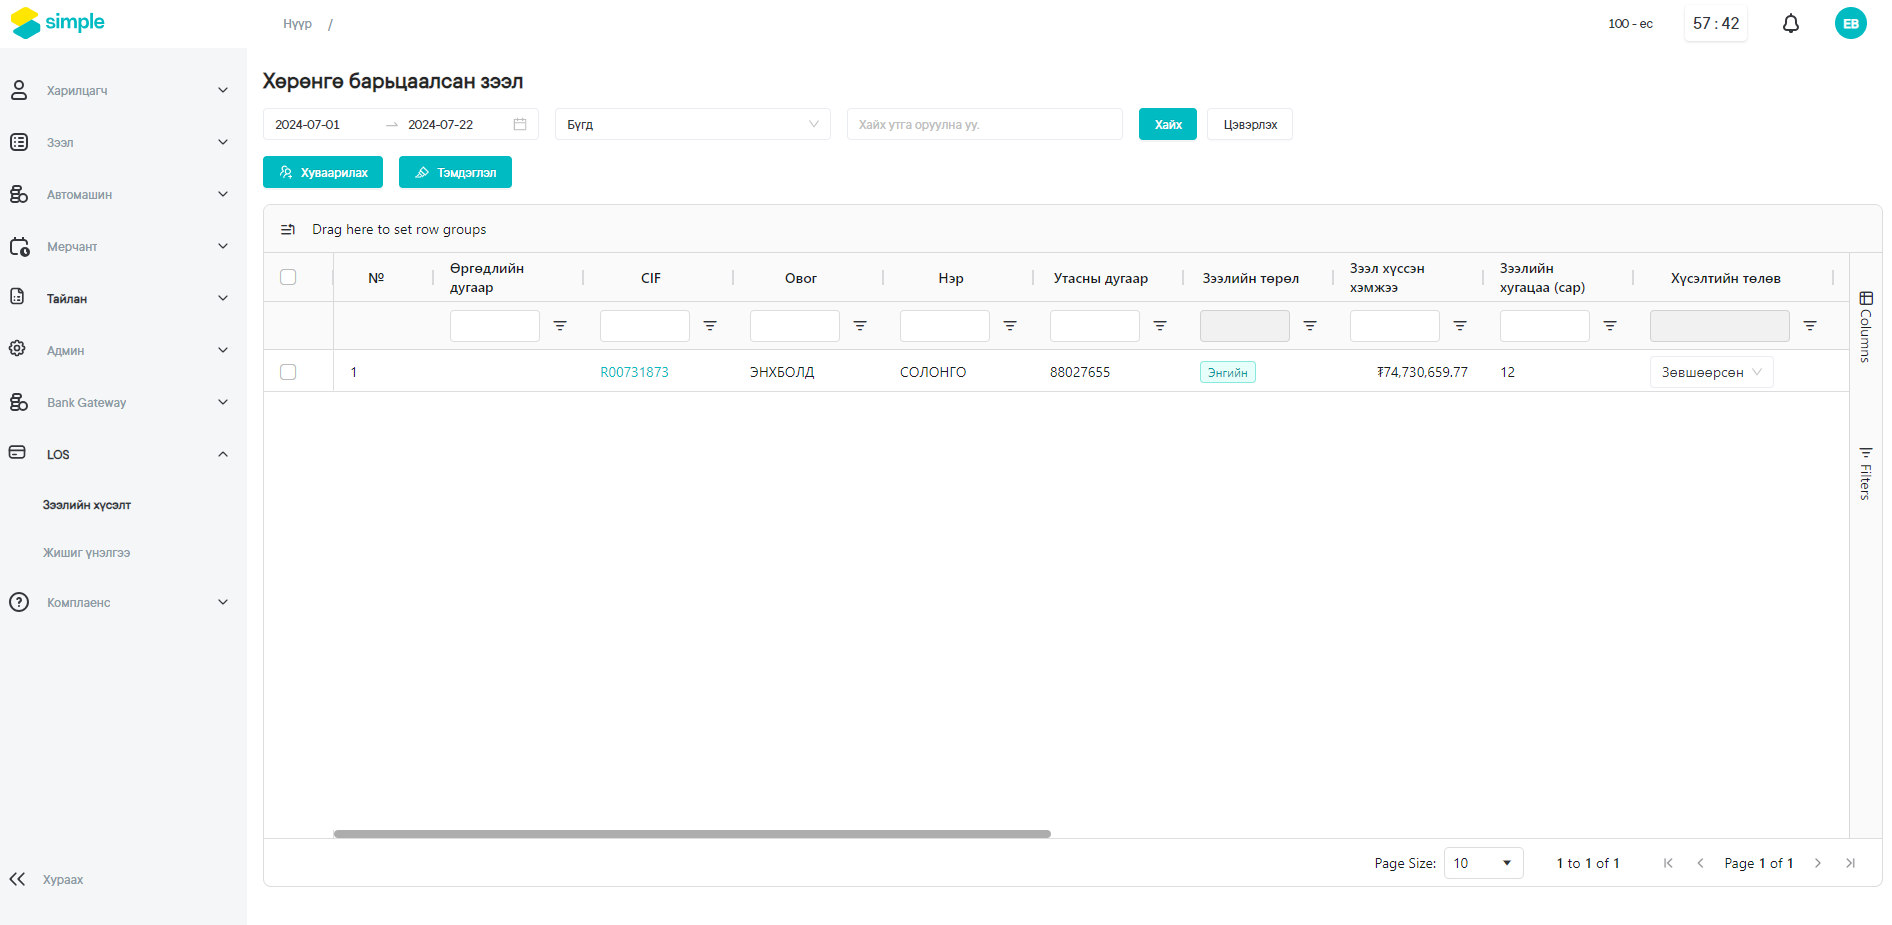 simple
Нүүр /
100 - ес
57 : 42
EB
Харилцагч
Зээл
Автомашин
Мерчант
Тайлан
Админ
Bank Gateway
LOS
Зээлийн хүсэлт
Жишиг үнэлгээ
Комплаенс
Хураах
Хөрөнгө барьцаалсан зээл
2024-07-01 → 2024-07-22
Бүгд
Хайх утга оруулна уу.
Хайх
Цэвэрлэх
Хуваарилах
Тэмдэглэл
Drag here to set row groups
№
Өргөдлийн
дугаар
CIF
Овог
Нэр
Утасны дугаар
Зээлийн төрөл
Зээл хүссэн
хэмжээ
Зээлийн
хугацаа (сар)
Хүсэлтийн төлөв
1
R00731873
ЭНХБОЛД
СОЛОНГО
88027655
Энгийн
₮74,730,659.77
12
Зөвшөөрсөн
Columns
Filters
Page Size:
10
1 to 1 of 1
Page 1 of 1